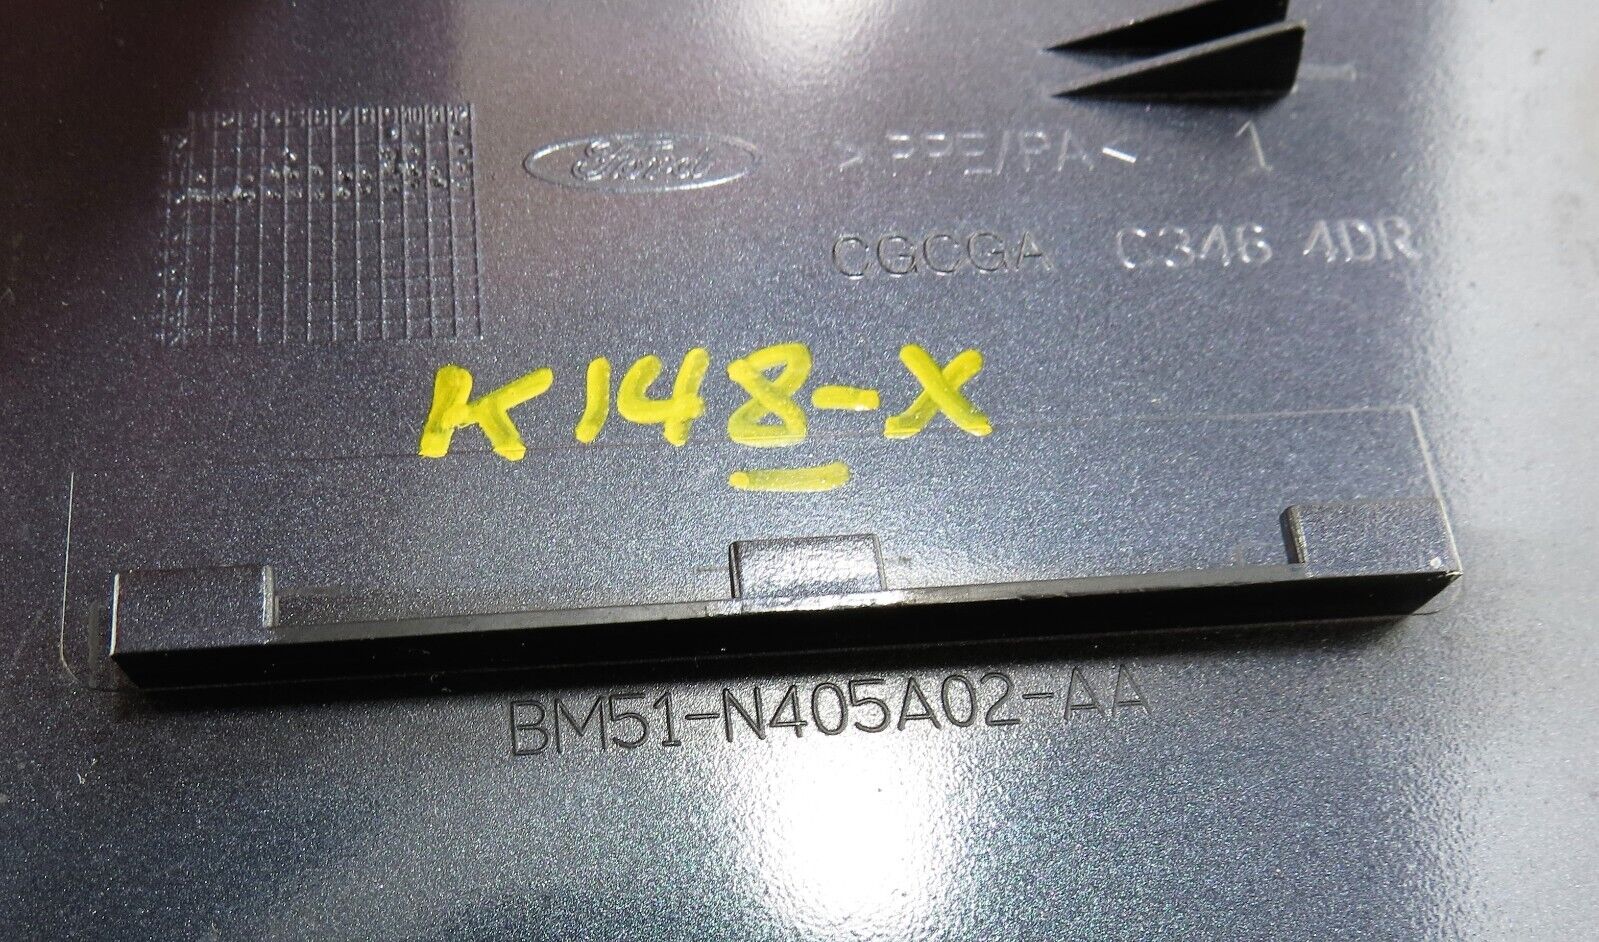 Ford
>PPE/PA< 1
CGCGA C346 4DR
K148-X
BM51-N405A02-AA